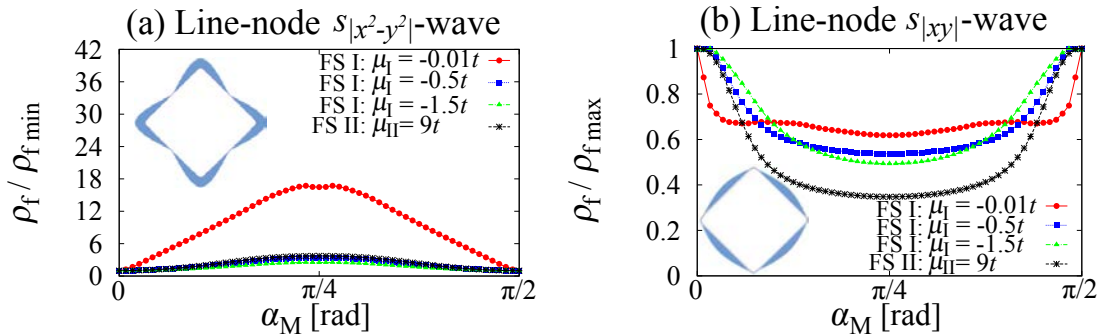 (a) Line-node s|x²-y²|-wave
42
36
30
24
18
12
6
0
ρf / ρf min
FS I: μI = -0.01t
FS I: μI = -0.5t
FS I: μI = -1.5t
FS II: μII = 9t
0
π/4
π/2
αM [rad]
(b) Line-node s|xy|-wave
1
0.8
0.6
0.4
0.2
0
ρf / ρf max
FS I: μI = -0.01t
FS I: μI = -0.5t
FS I: μI = -1.5t
FS II: μII = 9t
0
π/4
π/2
αM [rad]